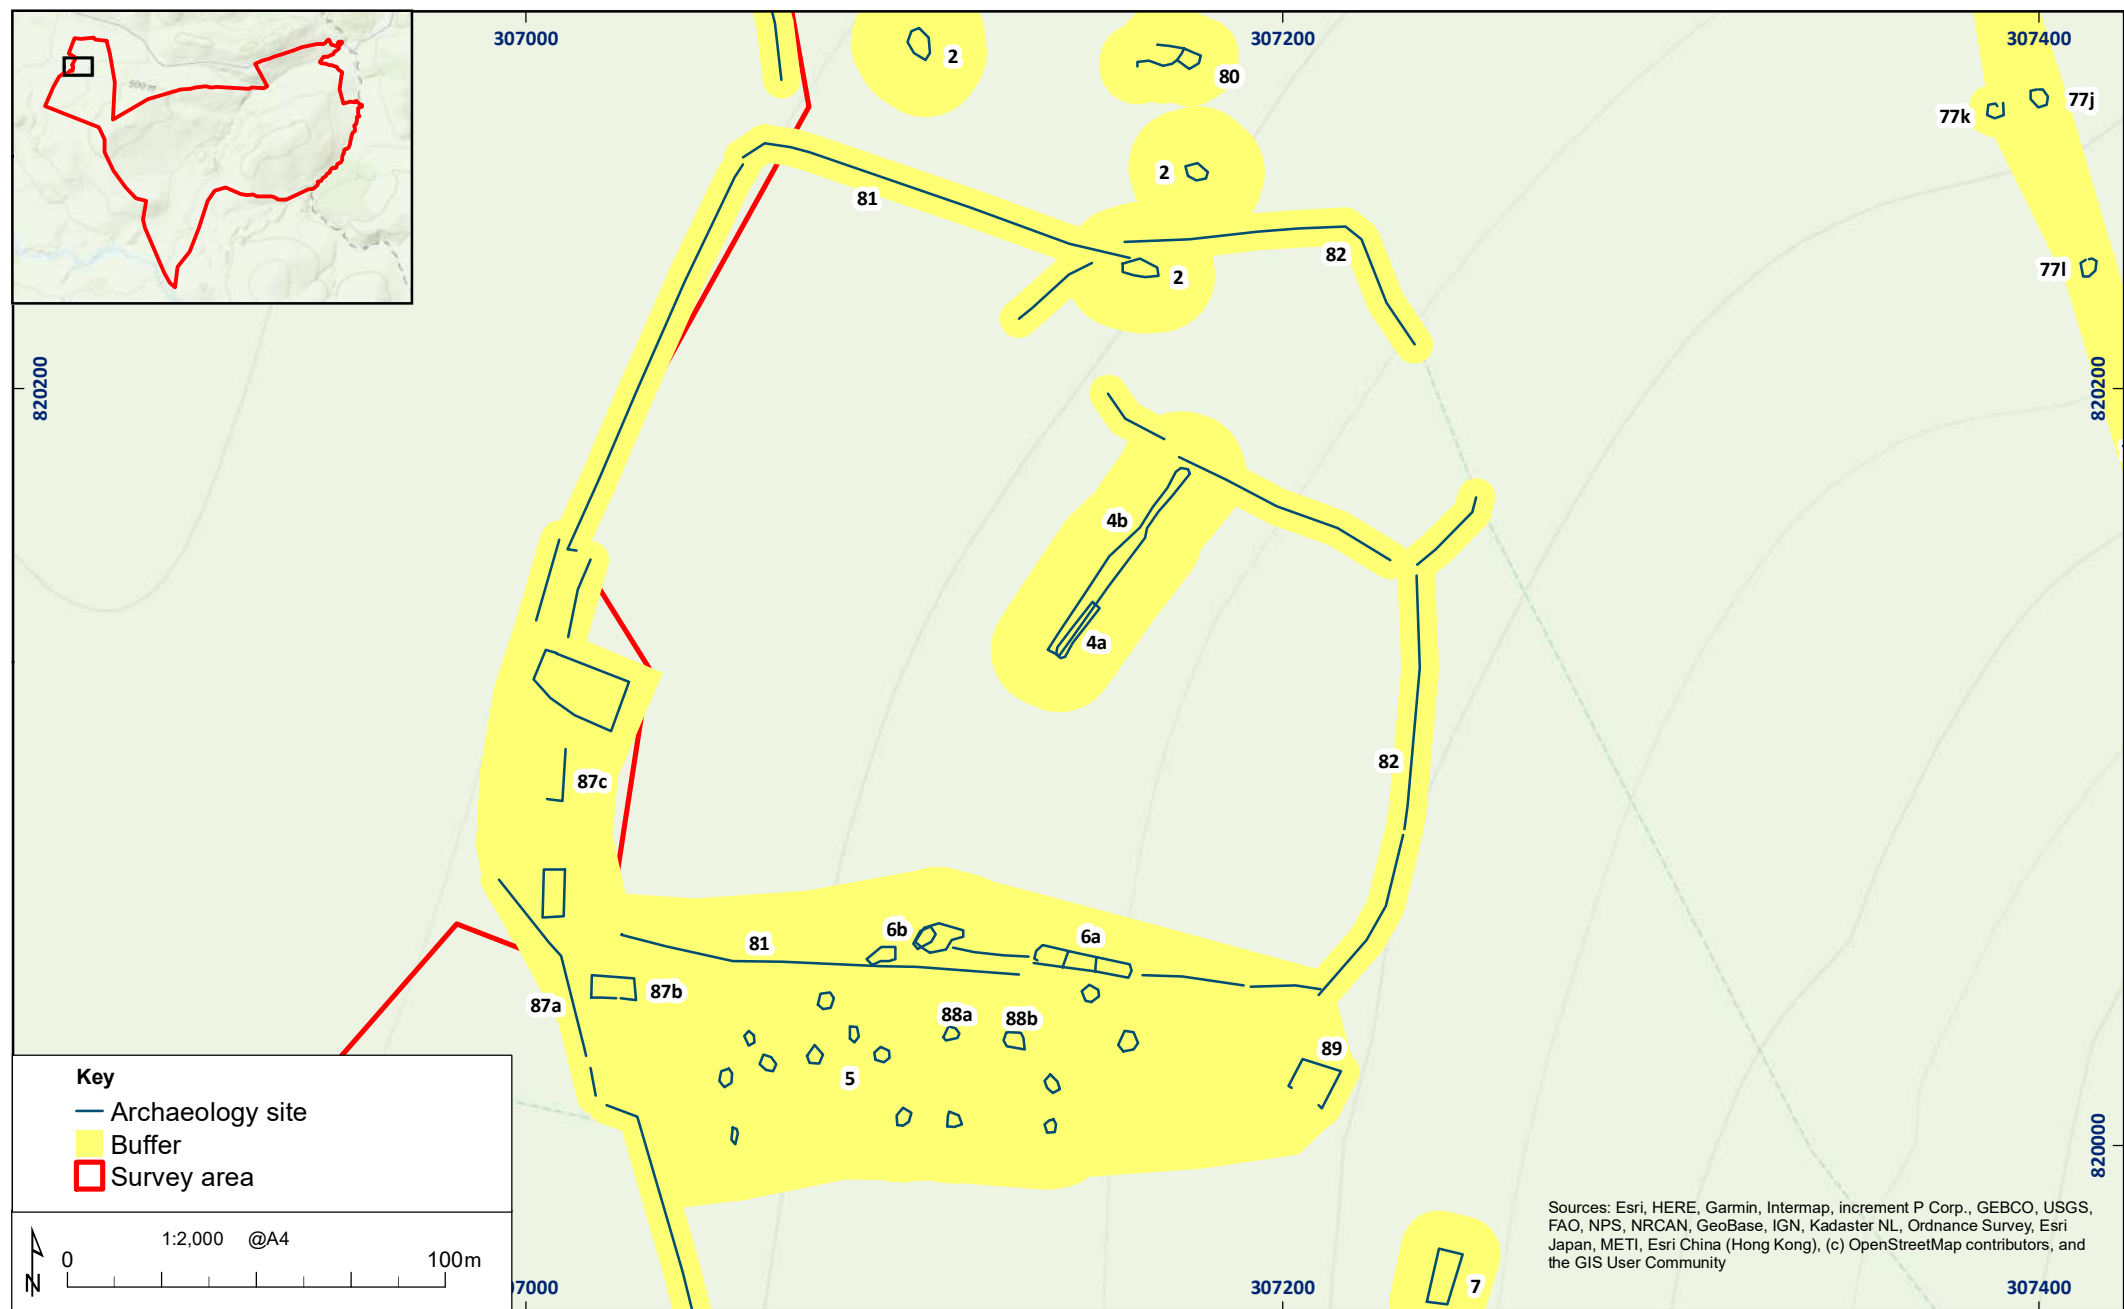 307000
307200
307400
500 m
2
80
77j
77k
2
81
82
2
77l
820200
820200
4b
4a
82
87c
6b
6a
81
87b
87a
88a
88b
89
5
820000
Key
Archaeology site
Buffer
Survey area
1:2,000 @A4
0 100m
N
7
Sources: Esri, HERE, Garmin, Intermap, increment P Corp., GEBCO, USGS,
FAO, NPS, NRCAN, GeoBase, IGN, Kadaster NL, Ordnance Survey, Esri
Japan, METI, Esri China (Hong Kong), (c) OpenStreetMap contributors, and
the GIS User Community
07000
307200
307400